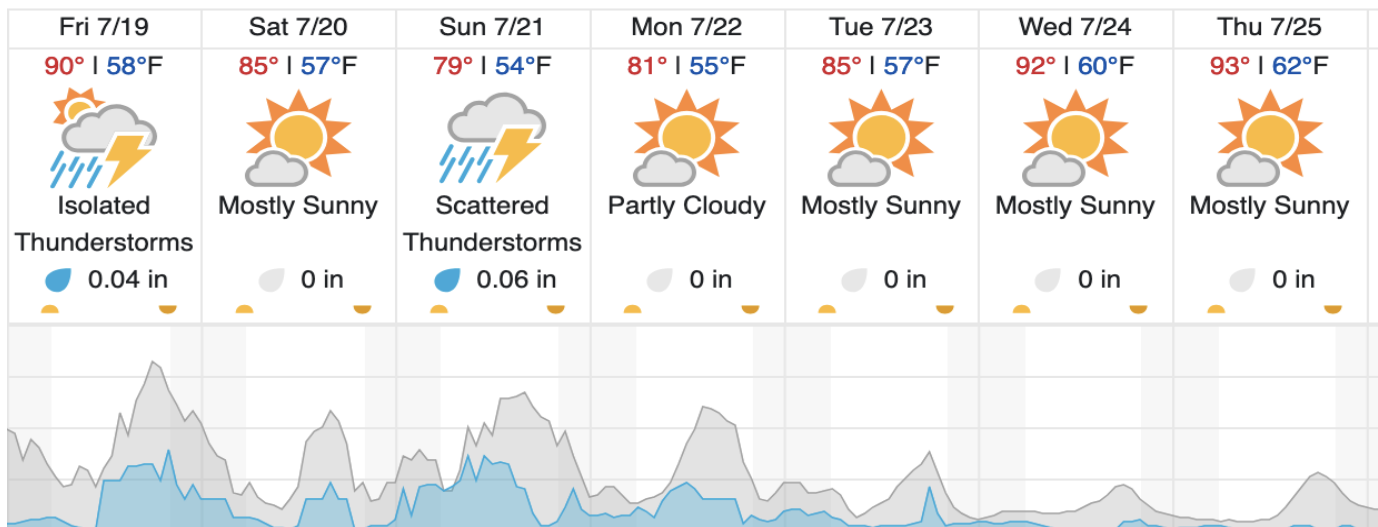 Fri 7/19 Sat 7/20 Sun 7/21 Mon 7/22 Tue 7/23 Wed 7/24 Thu 7/25
90° | 58°F 85° | 57°F 79° | 54°F 81° | 55°F 85° | 57°F 92° | 60°F 93° | 62°F
Isolated Mostly Sunny Scattered Partly Cloudy Mostly Sunny Mostly Sunny Mostly Sunny
Thunderstorms Thunderstorms
0.04 in 0 in 0.06 in 0 in 0 in 0 in 0 in